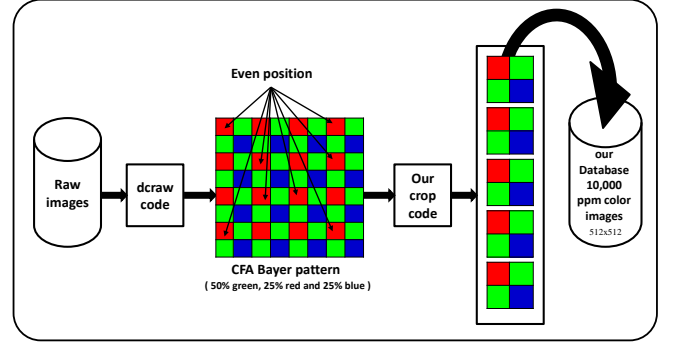 Even position
Raw
images
dcraw
code
CFA Bayer pattern
( 50% green, 25% red and 25% blue )
Our
crop
code
our
Database
10,000
ppm color
images
512x512